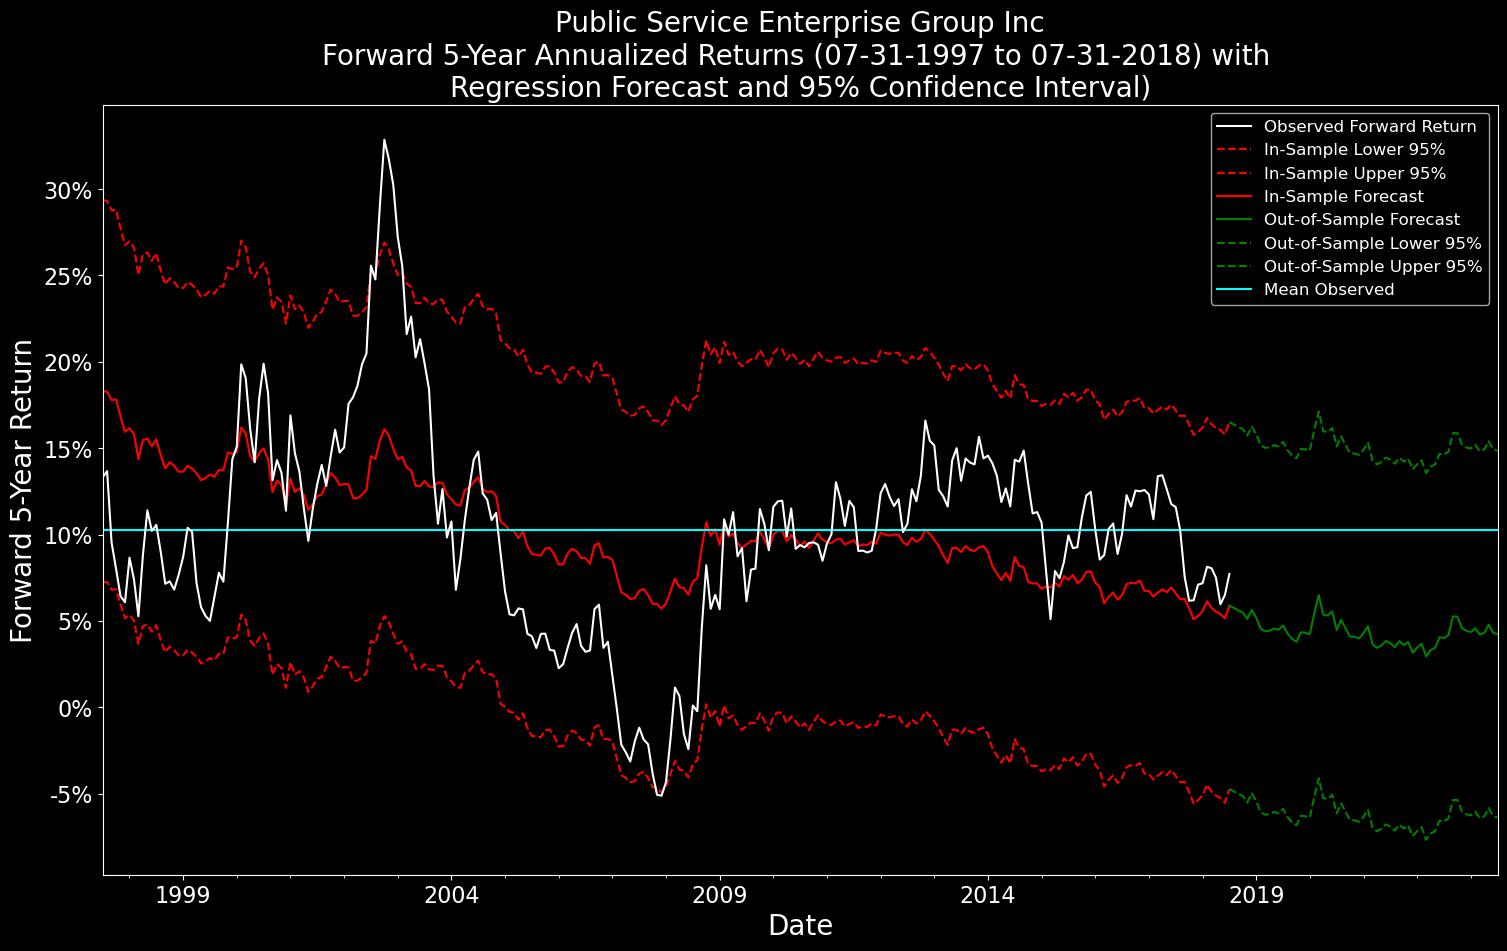 Public Service Enterprise Group Inc
Forward 5-Year Annualized Returns (07-31-1997 to 07-31-2018) with
Regression Forecast and 95% Confidence Interval)
Observed Forward Return
In-Sample Lower 95%
In-Sample Upper 95%
In-Sample Forecast
Out-of-Sample Forecast
Out-of-Sample Lower 95%
Out-of-Sample Upper 95%
Mean Observed
Forward 5-Year Return
30%
25%
20%
15%
10%
5%
0%
-5%
1999
2004
2009
2014
2019
Date